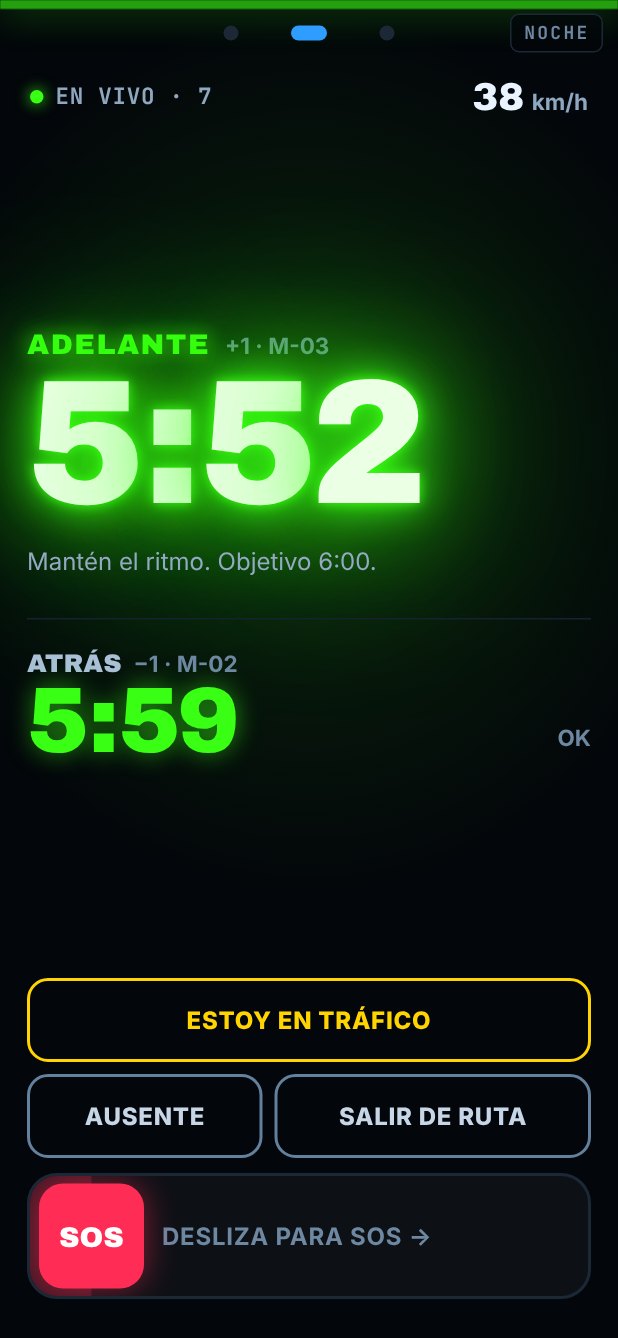 NOCHE
EN VIVO · 7
38 km/h
ADELANTE +1 · M-03
5:52
Mantén el ritmo. Objetivo 6:00.
ATRÁS −1 · M-02
5:59
OK
ESTOY EN TRÁFICO
AUSENTE
SALIR DE RUTA
SOS
DESLIZA PARA SOS →